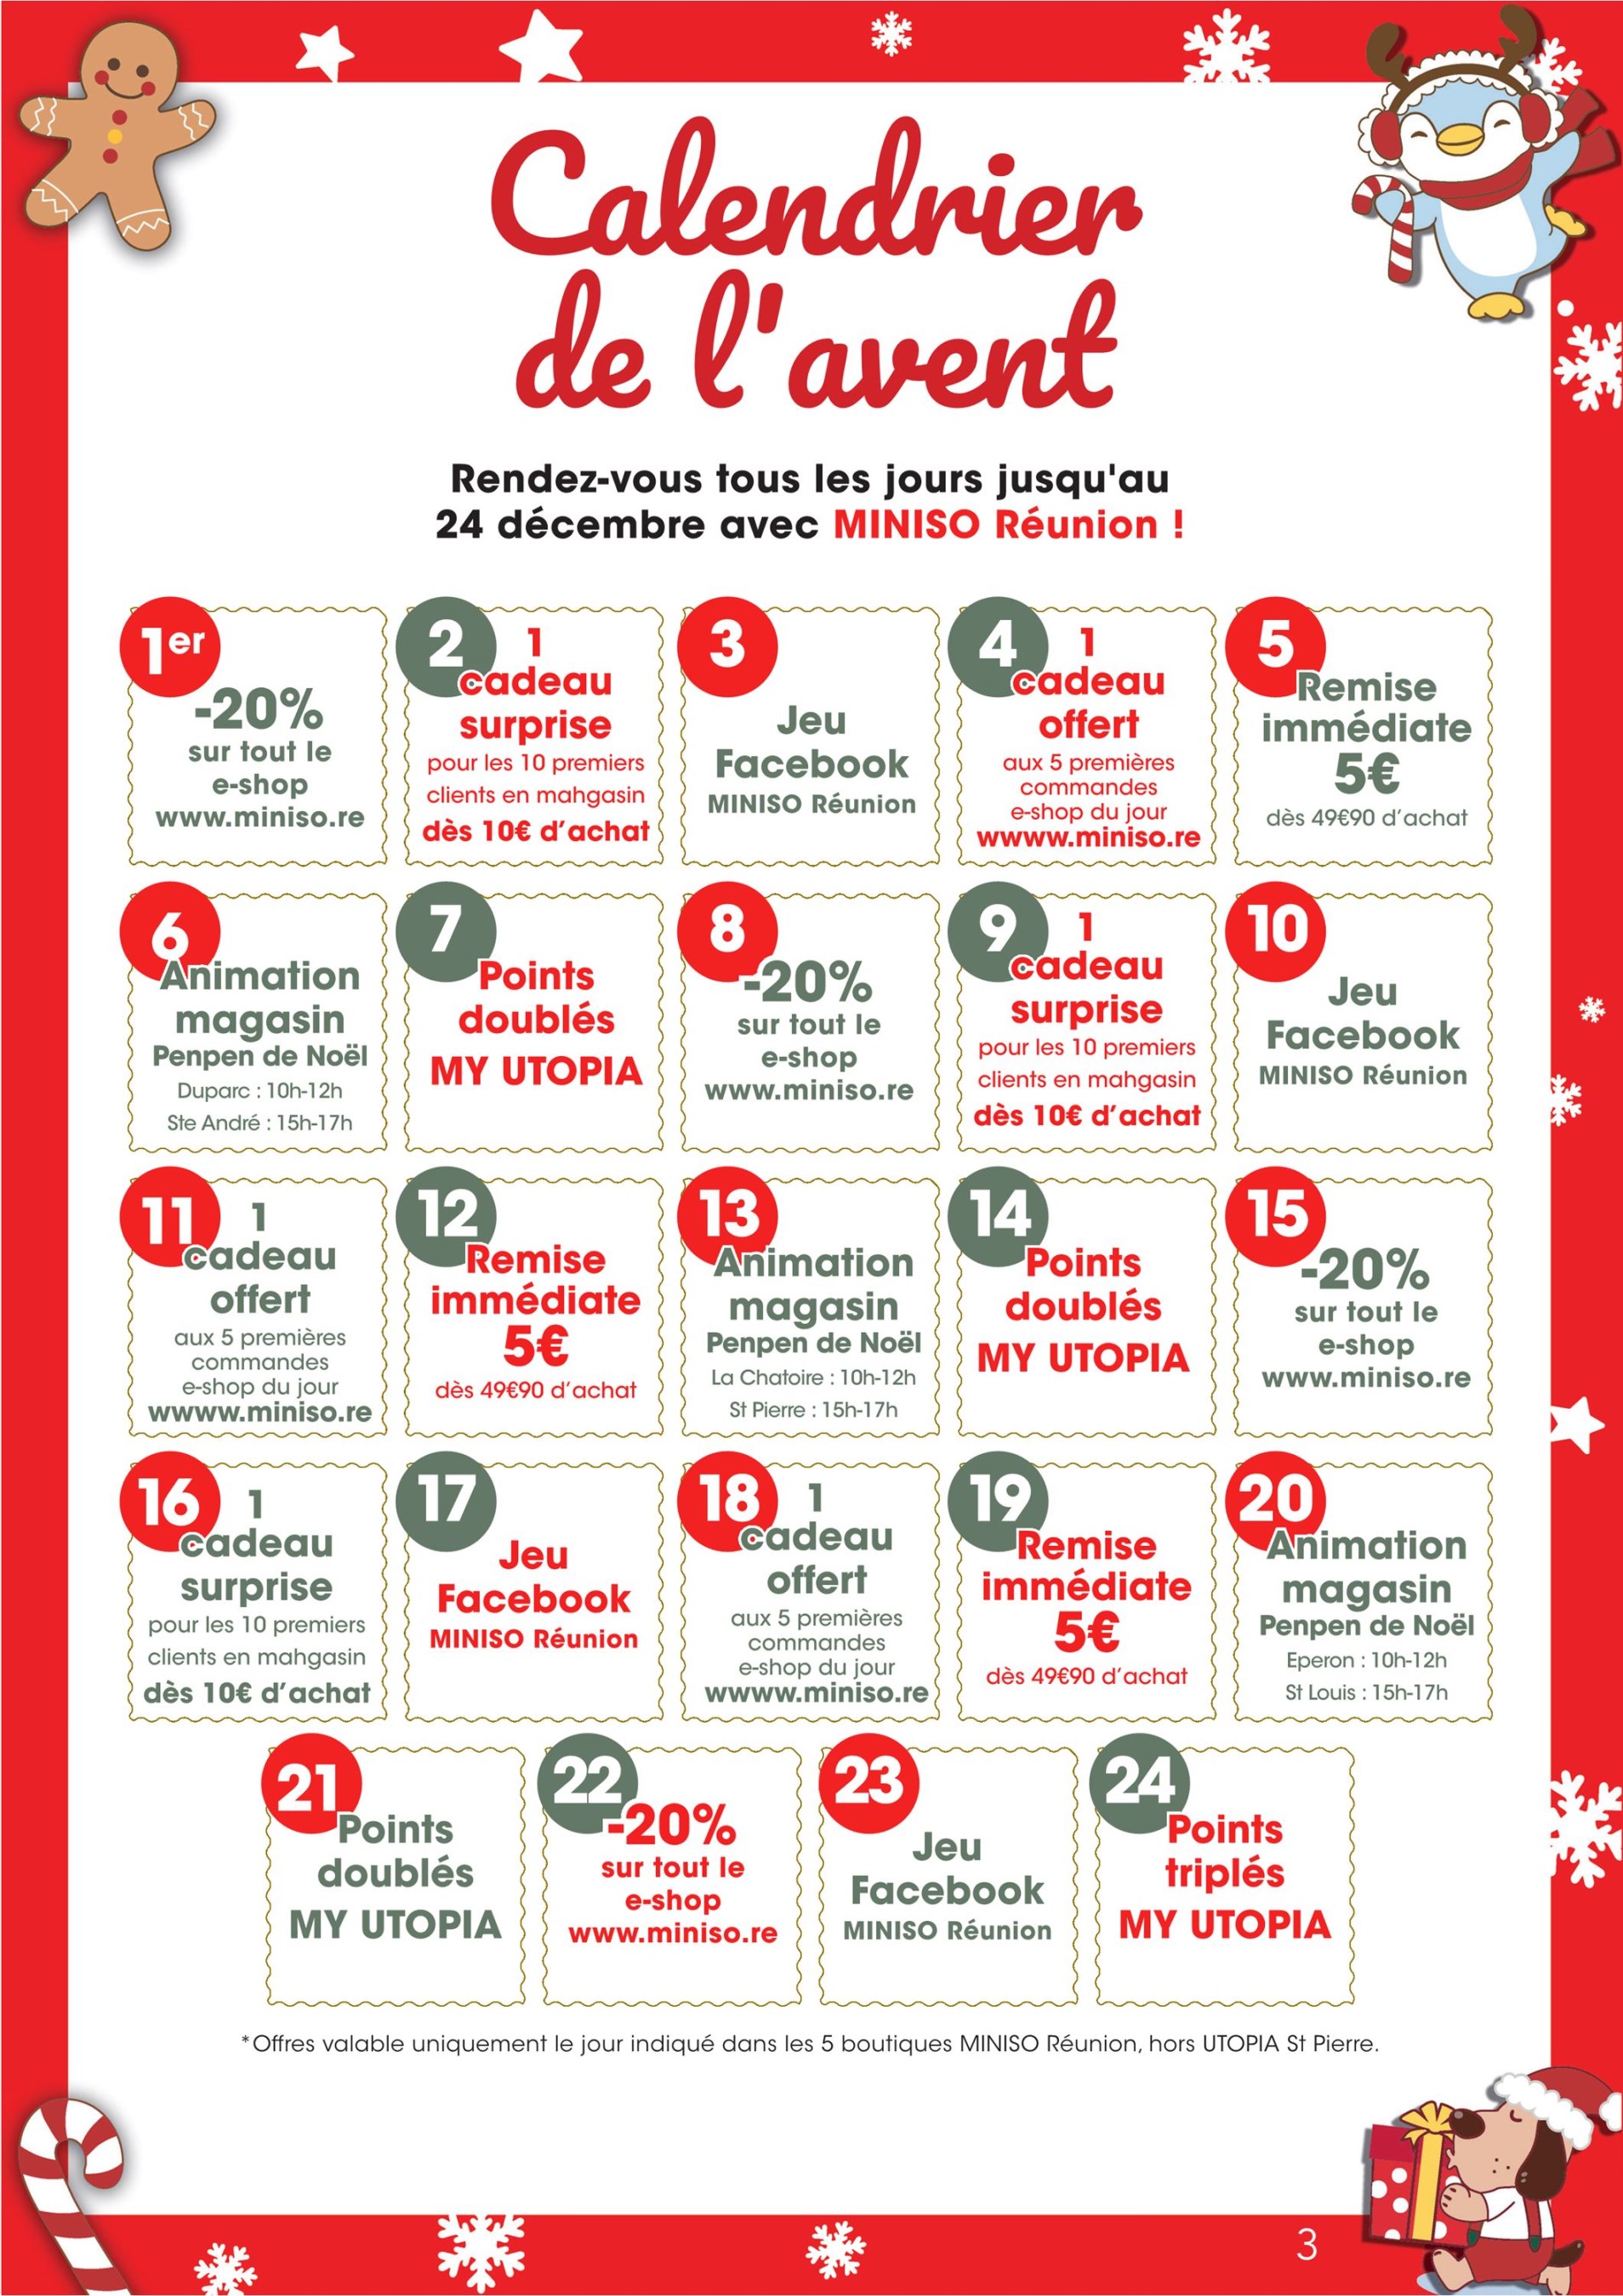 Calendrier
de l'avent
Rendez-vous tous les jours jusqu'au
24 décembre avec MINISO Réunion !
1er
-20%
sur tout le
e-shop
www.miniso.re
2
1
cadeau
surprise
pour les 10 premiers
clients en mahgasin
dès 10€ d'achat
3
Jeu
Facebook
MINISO Réunion
4
1
cadeau
offert
aux 5 premières
commandes
e-shop du jour
wwww.miniso.re
5
Remise
immédiate
5€
dès 49€90 d'achat
6
Animation
magasin
Penpen de Noël
Duparc : 10h-12h
Ste André : 15h-17h
7
Points
doublés
MY UTOPIA
8
-20%
sur tout le
e-shop
www.miniso.re
9
1
cadeau
surprise
pour les 10 premiers
clients en mahgasin
dès 10€ d'achat
10
Jeu
Facebook
MINISO Réunion
11
1
cadeau
offert
aux 5 premières
commandes
e-shop du jour
wwww.miniso.re
12
Remise
immédiate
5€
dès 49€90 d'achat
13
Animation
magasin
Penpen de Noël
La Chatoire : 10h-12h
St Pierre : 15h-17h
14
Points
doublés
MY UTOPIA
15
-20%
sur tout le
e-shop
www.miniso.re
16
1
cadeau
surprise
pour les 10 premiers
clients en mahgasin
dès 10€ d'achat
17
Jeu
Facebook
MINISO Réunion
18
1
cadeau
offert
aux 5 premières
commandes
e-shop du jour
wwww.miniso.re
19
Remise
immédiate
5€
dès 49€90 d'achat
20
Animation
magasin
Penpen de Noël
Eperon : 10h-12h
St Louis : 15h-17h
21
Points
doublés
MY UTOPIA
22
-20%
sur tout le
e-shop
www.miniso.re
23
Jeu
Facebook
MINISO Réunion
24
Points
triplés
MY UTOPIA
*Offres valable uniquement le jour indiqué dans les 5 boutiques MINISO Réunion, hors UTOPIA St Pierre.
3